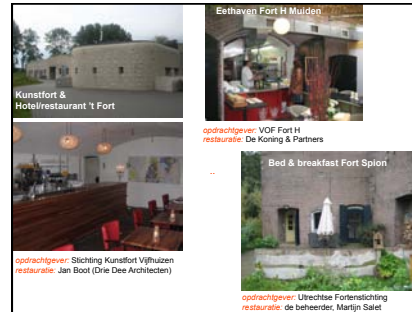 Kunstfort &
Hotel/restaurant 't Fort
opdrachtgever: Stichting Kunstfort Vijfhuizen
restauratie: Jan Boot (Drie Dee Architecten)
Eethaven Fort H Muiden
opdrachtgever: VOF Fort H
restauratie: De Koning & Partners
..
Bed & breakfast Fort Spion
opdrachtgever: Utrechtse Fortenstichting
restauratie: de beheerder, Martijn Salet